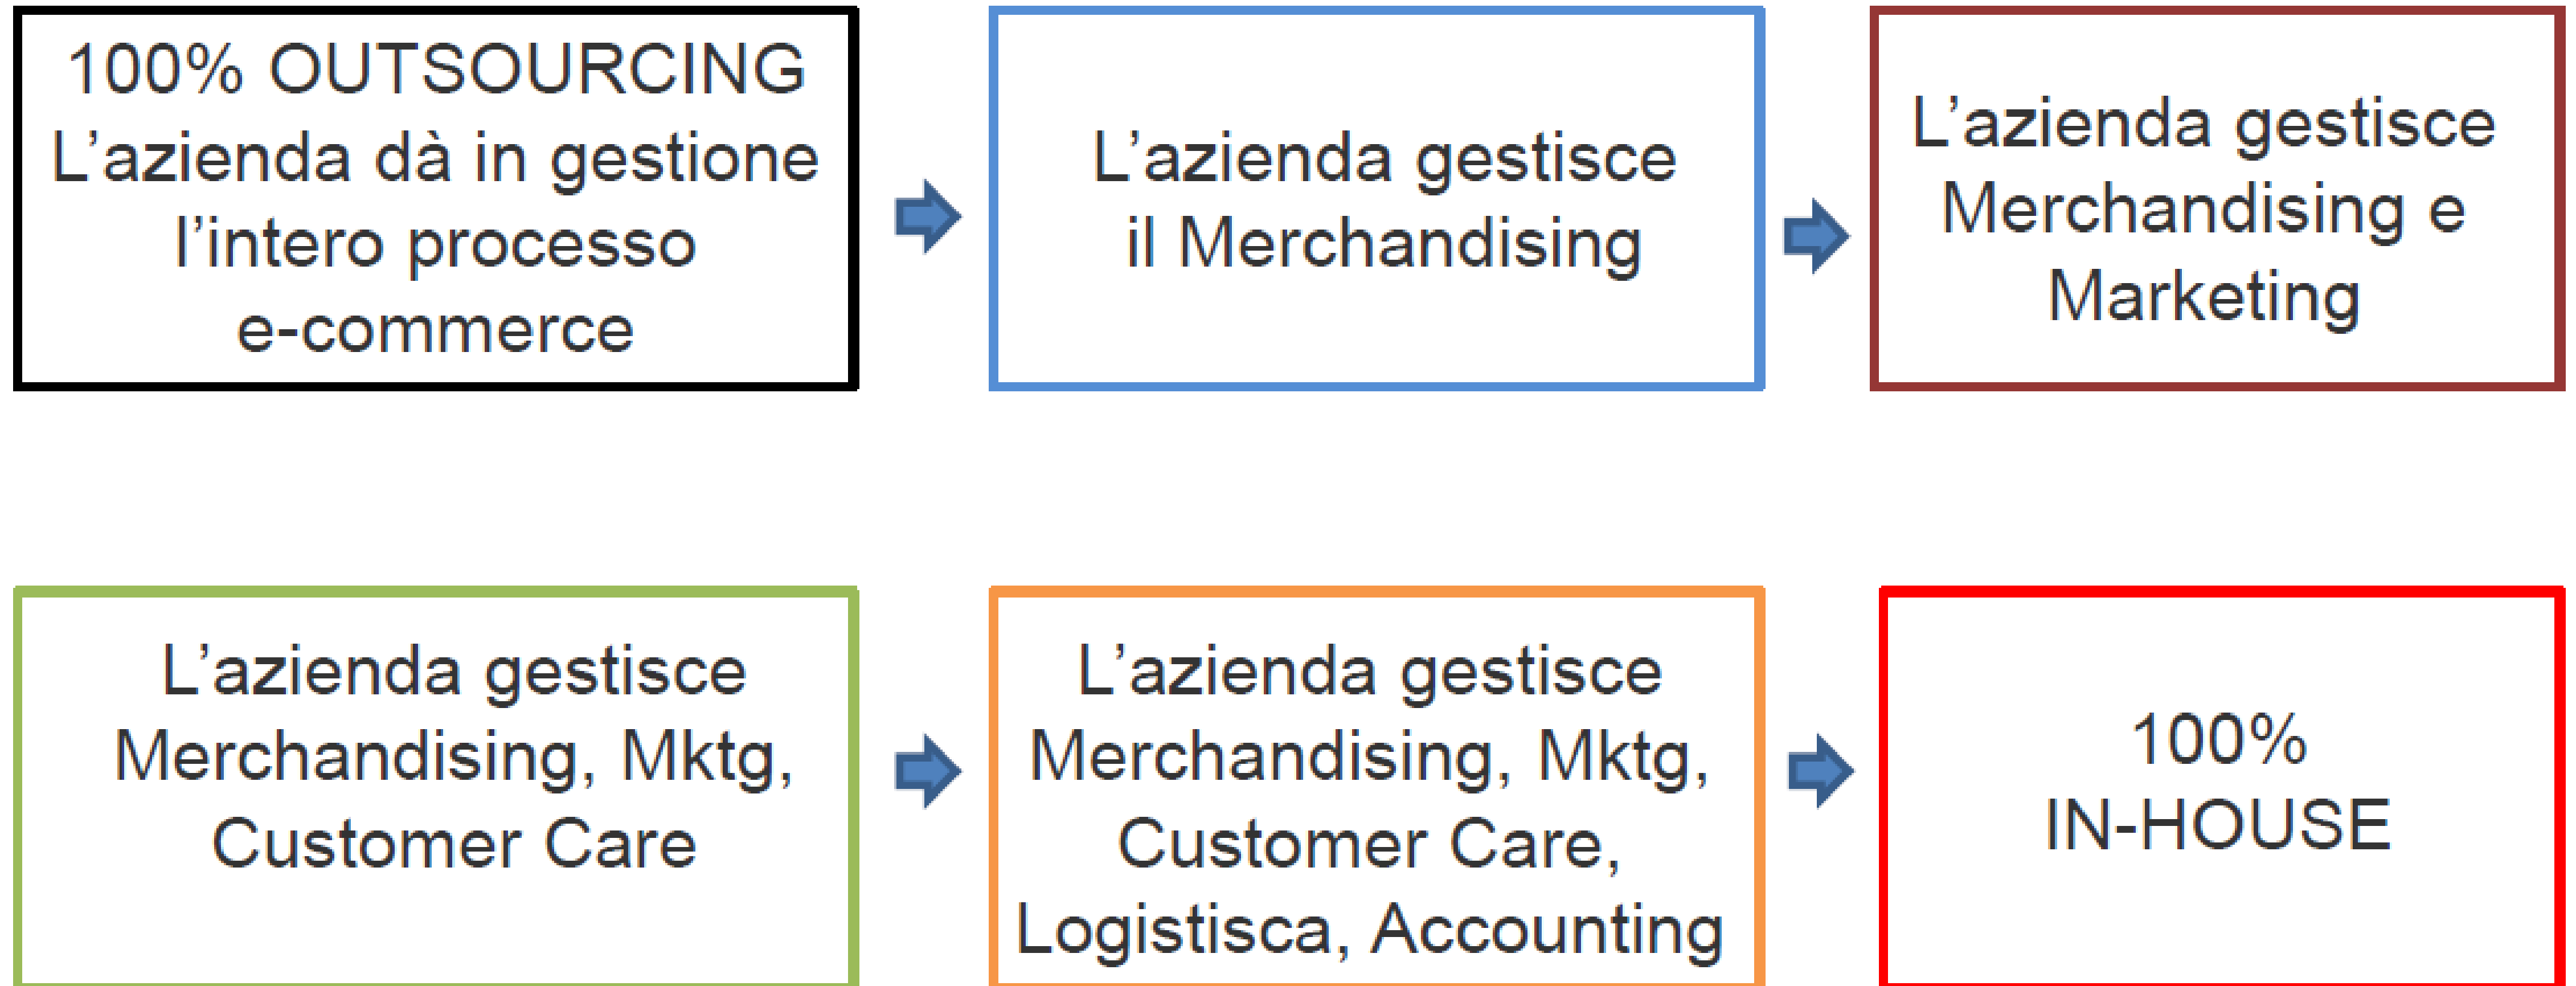 100% OUTSOURCING
L’azienda dà in gestione
l’intero processo
e-commerce
L’azienda gestisce
il Merchandising
L’azienda gestisce
Merchandising e
Marketing
L’azienda gestisce
Merchandising, Mktg,
Customer Care
L’azienda gestisce
Merchandising, Mktg,
Customer Care,
Logistisca, Accounting
100%
IN-HOUSE